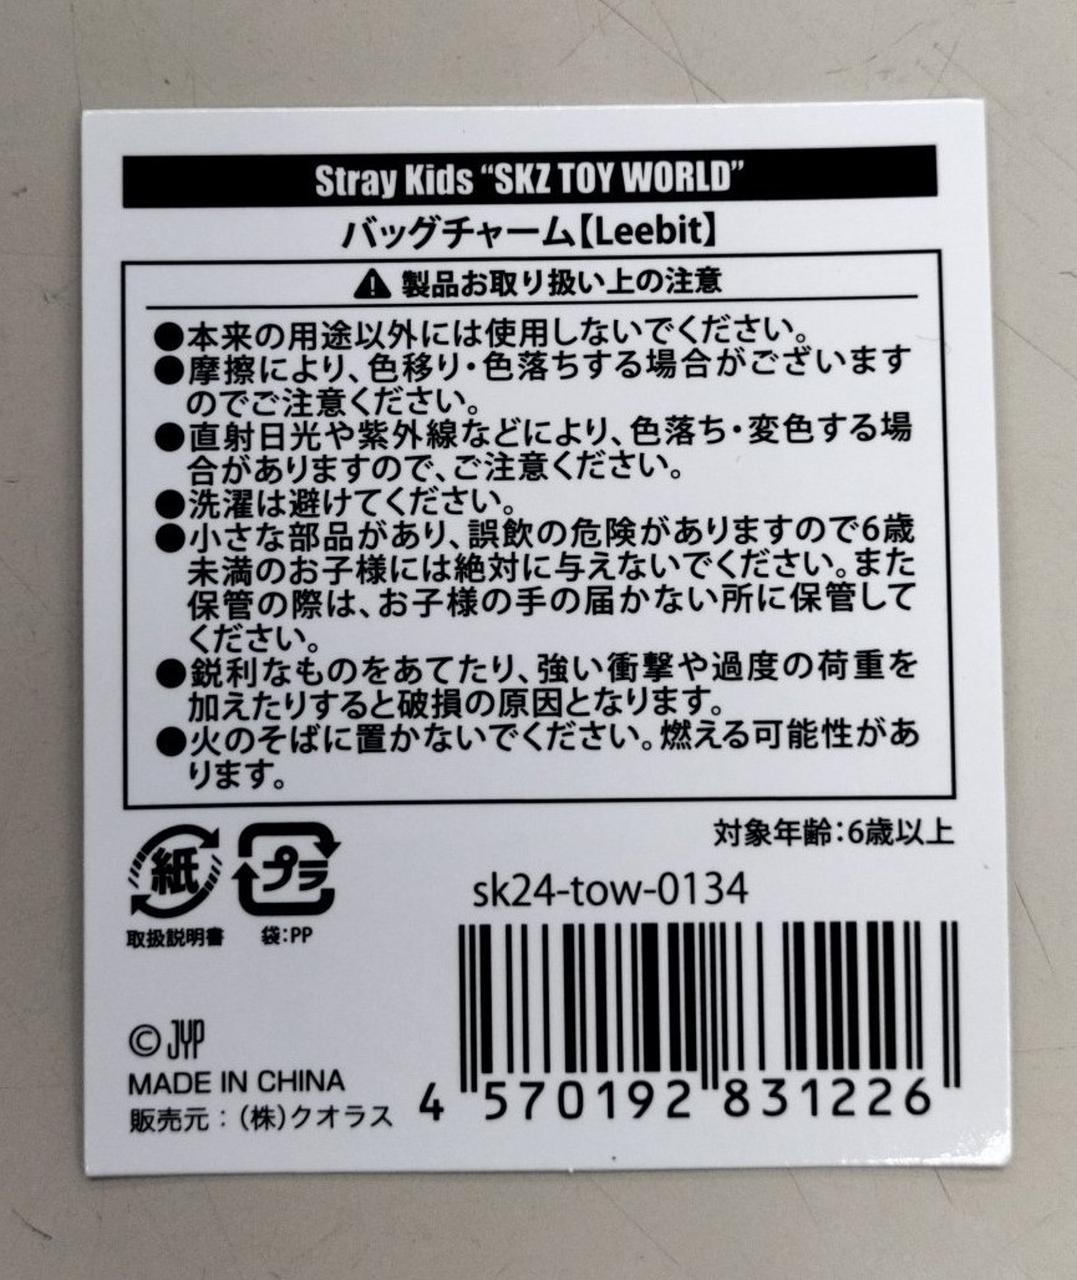 Stray Kids “SKZ TOY WORLD”
バッグチャーム【Leebit】
製品お取り扱い上の注意
●本来の用途以外には使用しないでください。
●摩擦により、色移り・色落ちする場合がございます
のでご注意ください。
●直射日光や紫外線などにより、色落ち・変色する場
合がありますので、ご注意ください。
●洗濯は避けてください。
●小さな部品があり、誤飲の危険がありますので6歳
未満のお子様には絶対に与えないでください。また
保管の際は、お子様の手の届かない所に保管して
ください。
●鋭利なものをあてたり、強い衝撃や過度の荷重を
加えたりすると破損の原因となります。
●火のそばに置かないでください。燃える可能性があ
ります。
対象年齢：6歳以上
紙
プラ
取扱説明書
袋：PP
sk24-tow-0134
© JYP
MADE IN CHINA
販売元：（株）クオラス
4 570192 831226